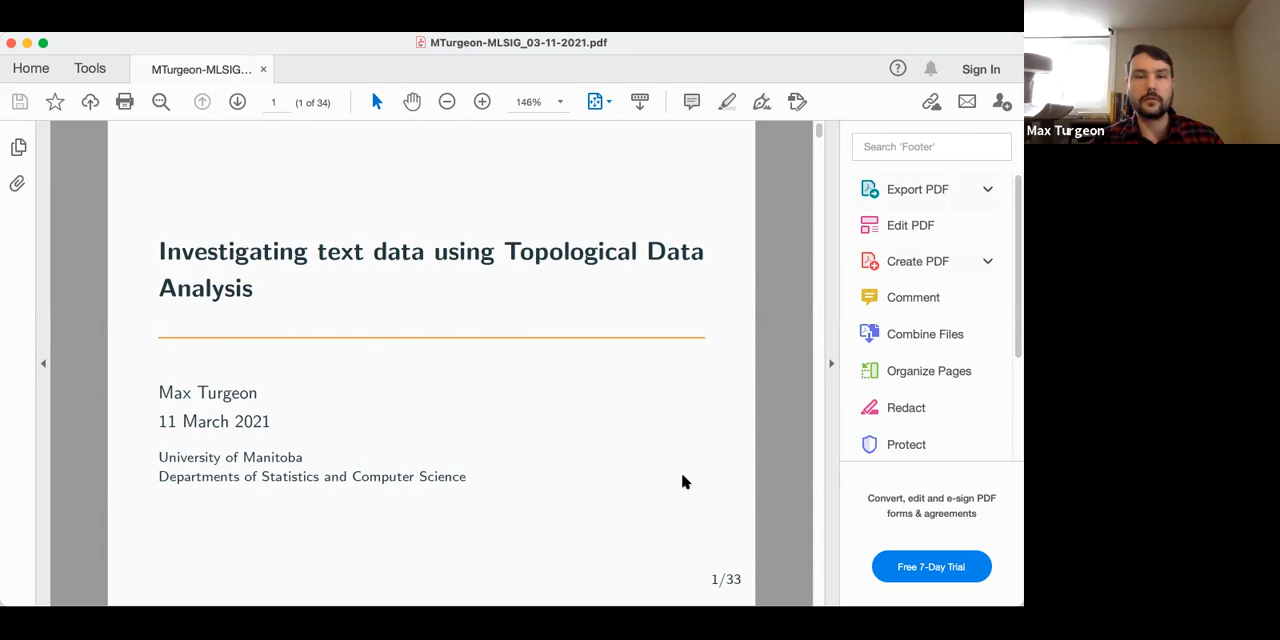 MTurgeon-MLSIG_03-11-2021.pdf
Home
Tools
MTurgeon-MLSIG...
×
Sign In
1
(1 of 34)
146%
Max Turgeon
Search 'Footer'
Export PDF
Edit PDF
Create PDF
Comment
Combine Files
Organize Pages
Redact
Protect
Convert, edit and e-sign PDF
forms & agreements
Free 7-Day Trial
Investigating text data using Topological Data
Analysis
Max Turgeon
11 March 2021
University of Manitoba
Departments of Statistics and Computer Science
1/33